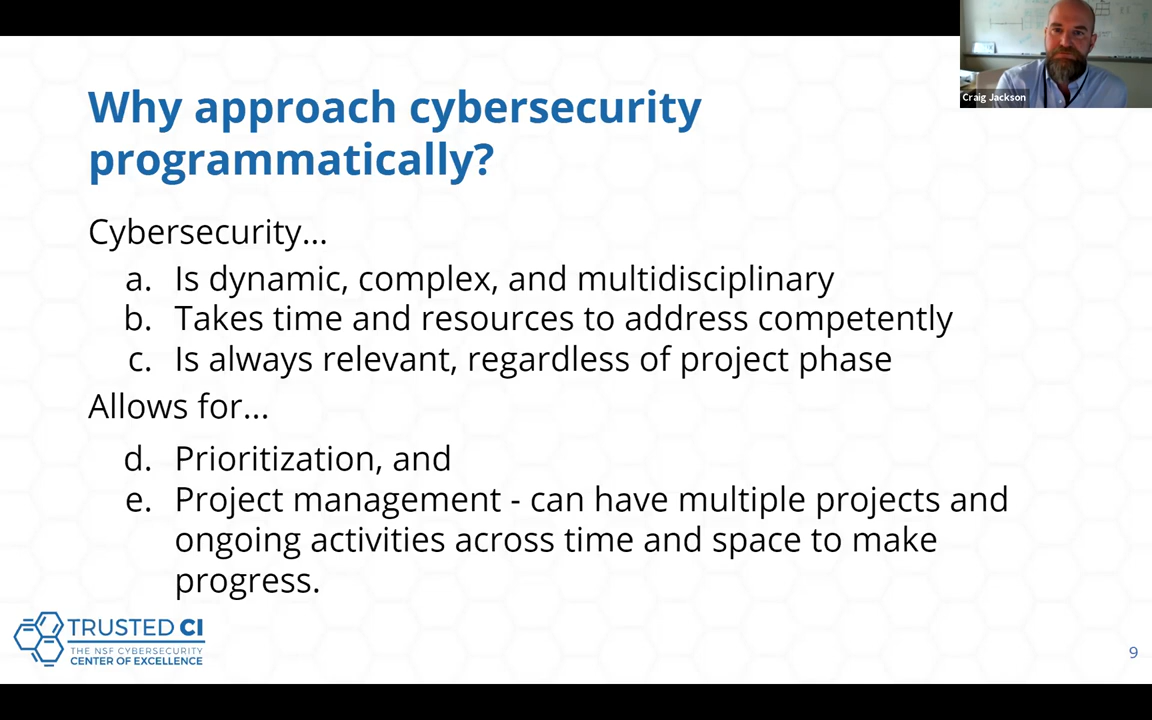 Craig Jackson
Why approach cybersecurity
programmatically?
Cybersecurity...
a. Is dynamic, complex, and multidisciplinary
b. Takes time and resources to address competently
c. Is always relevant, regardless of project phase
Allows for...
d. Prioritization, and
e. Project management - can have multiple projects and
ongoing activities across time and space to make
progress.
TRUSTED CI
THE NSF CYBERSECURITY
CENTER OF EXCELLENCE
9